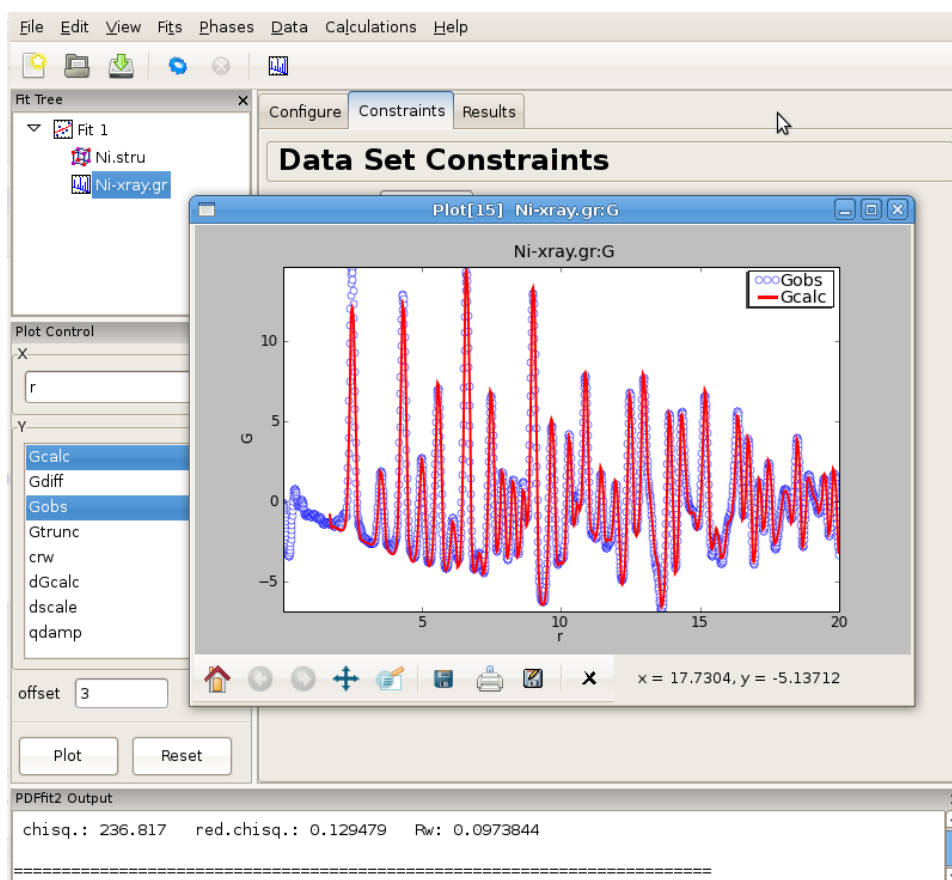 File Edit View Fits Phases Data Calculations Help
Fit Tree
x
Fit 1
Ni.stru
Ni-xray.gr
Configure Constraints Results
Data Set Constraints
Plot[15] Ni-xray.gr:G
Ni-xray.gr:G
Gobs
Gcalc
10
5
0
−5
G
5 10 15 20
r
x = 17.7304, y = -5.13712
Plot Control
X
r
Y
Gcalc
Gdiff
Gobs
Gtrunc
crw
dGcalc
dscale
qdamp
offset 3
Plot Reset
PDFfit2 Output
chisq.: 236.817 red.chisq.: 0.129479 Rw: 0.0973844
=========================================================================